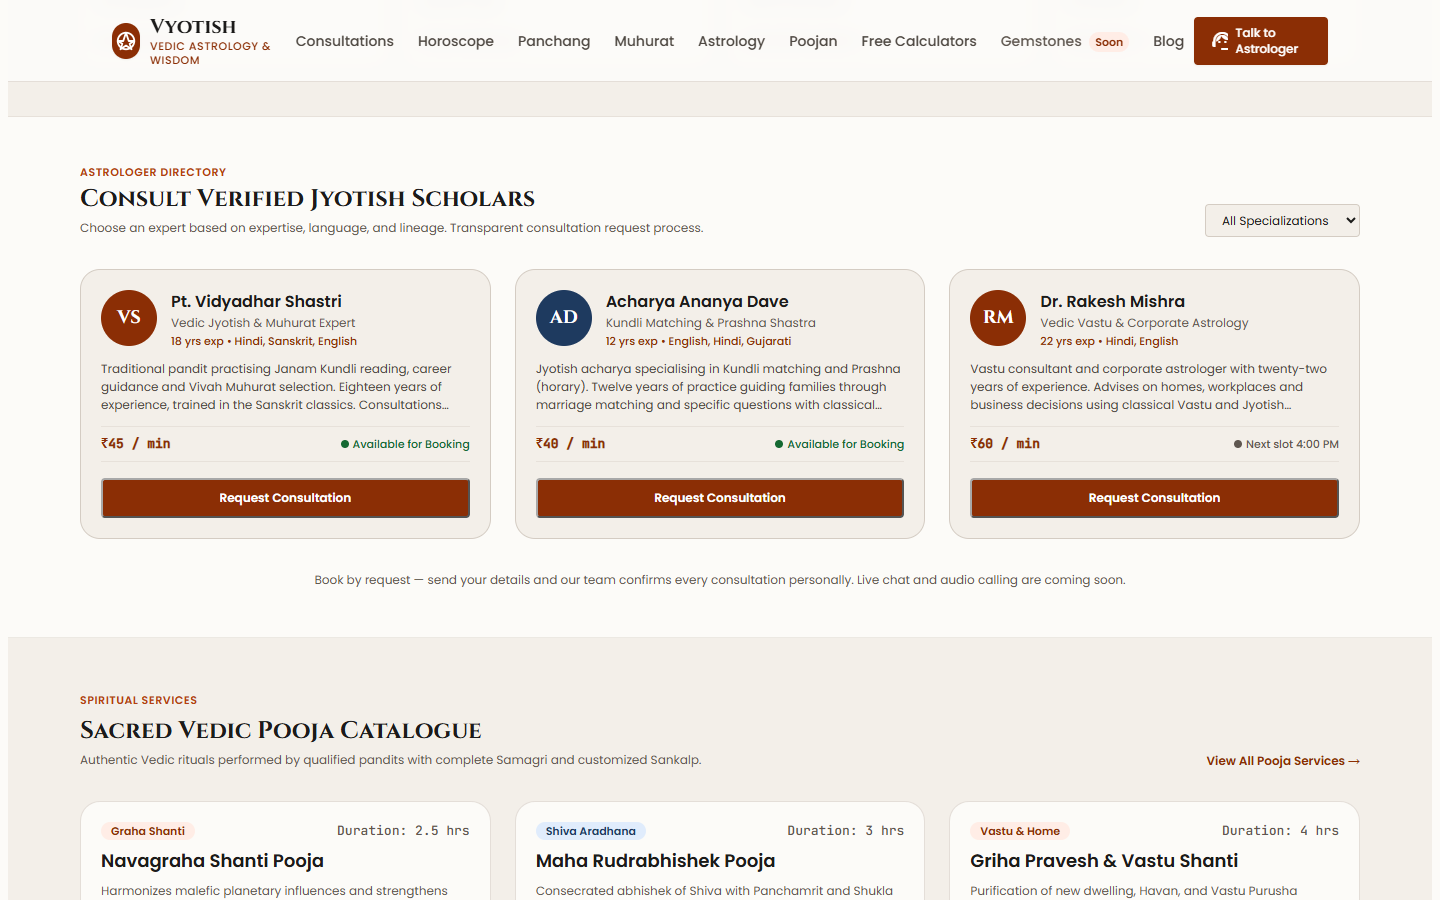 Vyotish
VEDIC ASTROLOGY &
WISDOM
Consultations
Horoscope
Panchang
Muhurat
Astrology
Poojan
Free Calculators
Gemstones Soon
Blog
Talk to
Astrologer
ASTROLOGER DIRECTORY
Consult Verified Jyotish Scholars
Choose an expert based on expertise, language, and lineage. Transparent consultation request process.
All Specializations
VS
Pt. Vidyadhar Shastri
Vedic Jyotish & Muhurat Expert
18 yrs exp • Hindi, Sanskrit, English
Traditional pandit practising Janam Kundli reading, career
guidance and Vivah Muhurat selection. Eighteen years of
experience, trained in the Sanskrit classics. Consultations…
₹45 / min
Available for Booking
Request Consultation
AD
Acharya Ananya Dave
Kundli Matching & Prashna Shastra
12 yrs exp • English, Hindi, Gujarati
Jyotish acharya specialising in Kundli matching and Prashna
(horary). Twelve years of practice guiding families through
marriage matching and specific questions with classical…
₹40 / min
Available for Booking
Request Consultation
RM
Dr. Rakesh Mishra
Vedic Vastu & Corporate Astrology
22 yrs exp • Hindi, English
Vastu consultant and corporate astrologer with twenty-two
years of experience. Advises on homes, workplaces and
business decisions using classical Vastu and Jyotish…
₹60 / min
Next slot 4:00 PM
Request Consultation
Book by request — send your details and our team confirms every consultation personally. Live chat and audio calling are coming soon.
SPIRITUAL SERVICES
Sacred Vedic Pooja Catalogue
Authentic Vedic rituals performed by qualified pandits with complete Samagri and customized Sankalp.
View All Pooja Services →
Graha Shanti
Duration: 2.5 hrs
Navagraha Shanti Pooja
Harmonizes malefic planetary influences and strengthens
Shiva Aradhana
Duration: 3 hrs
Maha Rudrabhishek Pooja
Consecrated abhishek of Shiva with Panchamrit and Shukla
Vastu & Home
Duration: 4 hrs
Griha Pravesh & Vastu Shanti
Purification of new dwelling, Havan, and Vastu Purusha